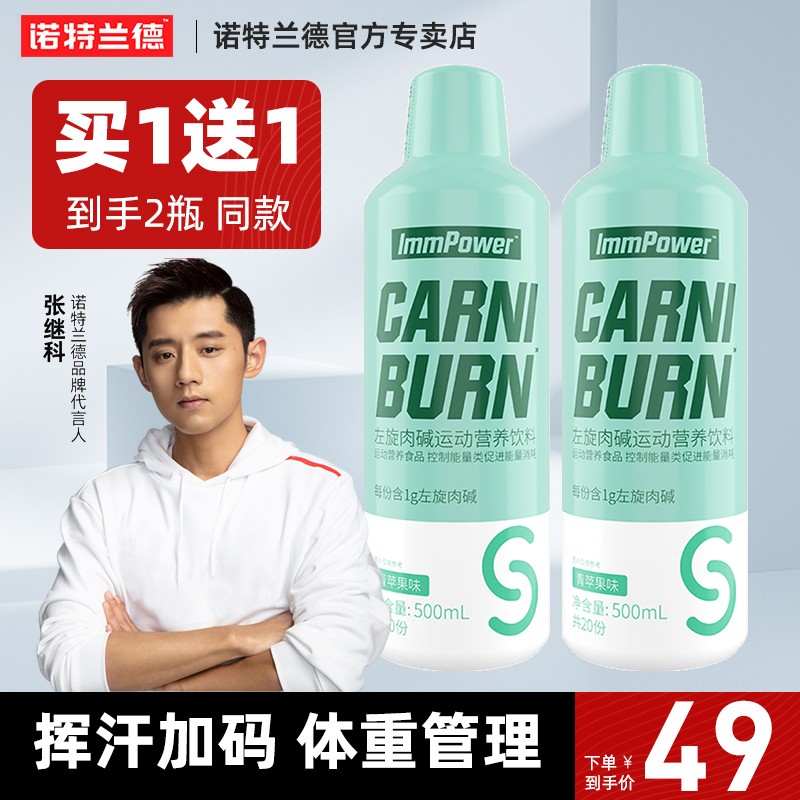 诺特兰德™
诺特兰德官方专卖店
买1送1
到手2瓶 同款
诺特兰德品牌代言人
张继科
ImmPower™
CARNI
BURN™
左旋肉碱运动营养饮料
运动营养食品 控制能量类促进能量消耗
每份含1g左旋肉碱
青苹果味
净含量: 500mL
ImmPower™
CARNI
BURN™
左旋肉碱运动营养饮料
运动营养食品 控制能量类促进能量消耗
每份含1g左旋肉碱
青苹果味
净含量: 500mL
共20份
挥汗加码 体重管理
下单 ¥
到手价
49